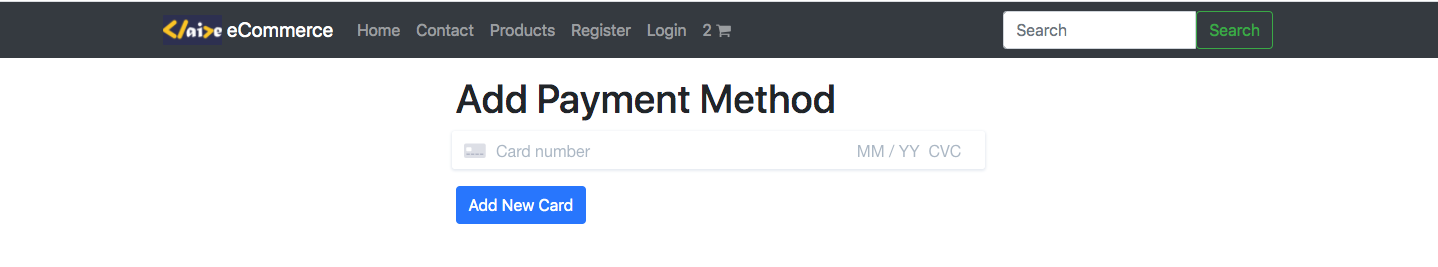 </aive eCommerce Home Contact Products Register Login 2 Search Search
Add Payment Method
Card number MM / YY CVC
Add New Card